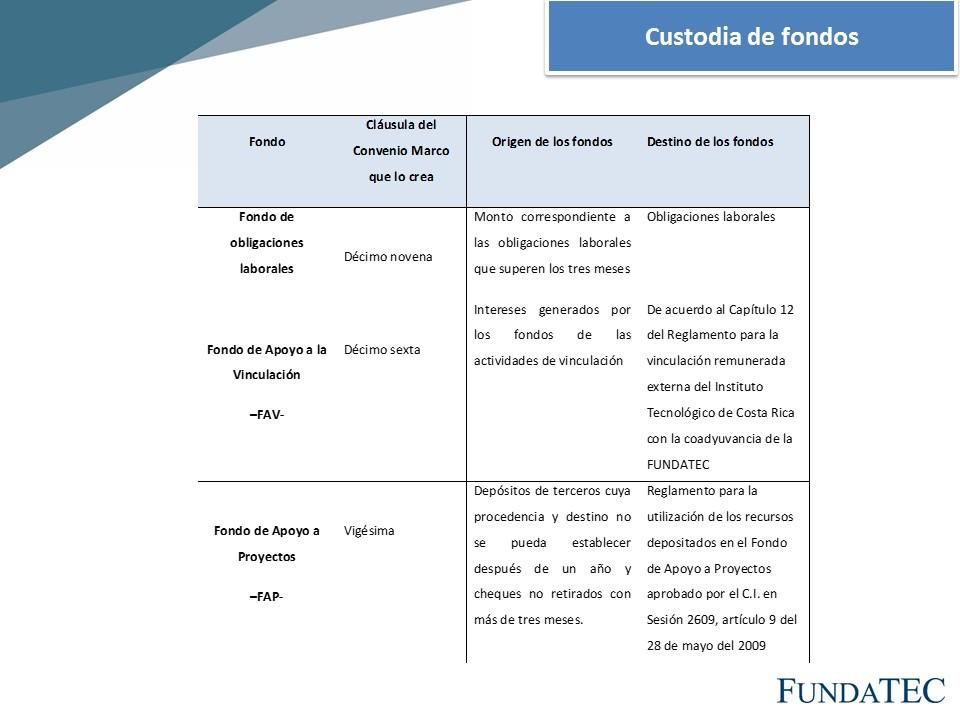 Custodia de fondos
Fondo
Cláusula del
Convenio Marco
que lo crea
Origen de los fondos
Destino de los fondos
Fondo de
obligaciones
laborales
Décimo novena
Monto correspondiente a
las obligaciones laborales
que superen los tres meses
Obligaciones laborales
Fondo de Apoyo a la
Vinculación
–FAV-
Décimo sexta
Intereses generados por
los fondos de las
actividades de vinculación
De acuerdo al Capítulo 12
del Reglamento para la
vinculación remunerada
externa del Instituto
Tecnológico de Costa Rica
con la coadyuvancia de la
FUNDATEC
Fondo de Apoyo a
Proyectos
–FAP-
Vigésima
Depósitos de terceros cuya
procedencia y destino no
se pueda establecer
después de un año y
cheques no retirados con
más de tres meses.
Reglamento para la
utilización de los recursos
depositados en el Fondo
de Apoyo a Proyectos
aprobado por el C.I. en
Sesión 2609, artículo 9 del
28 de mayo del 2009
FUNDATEC